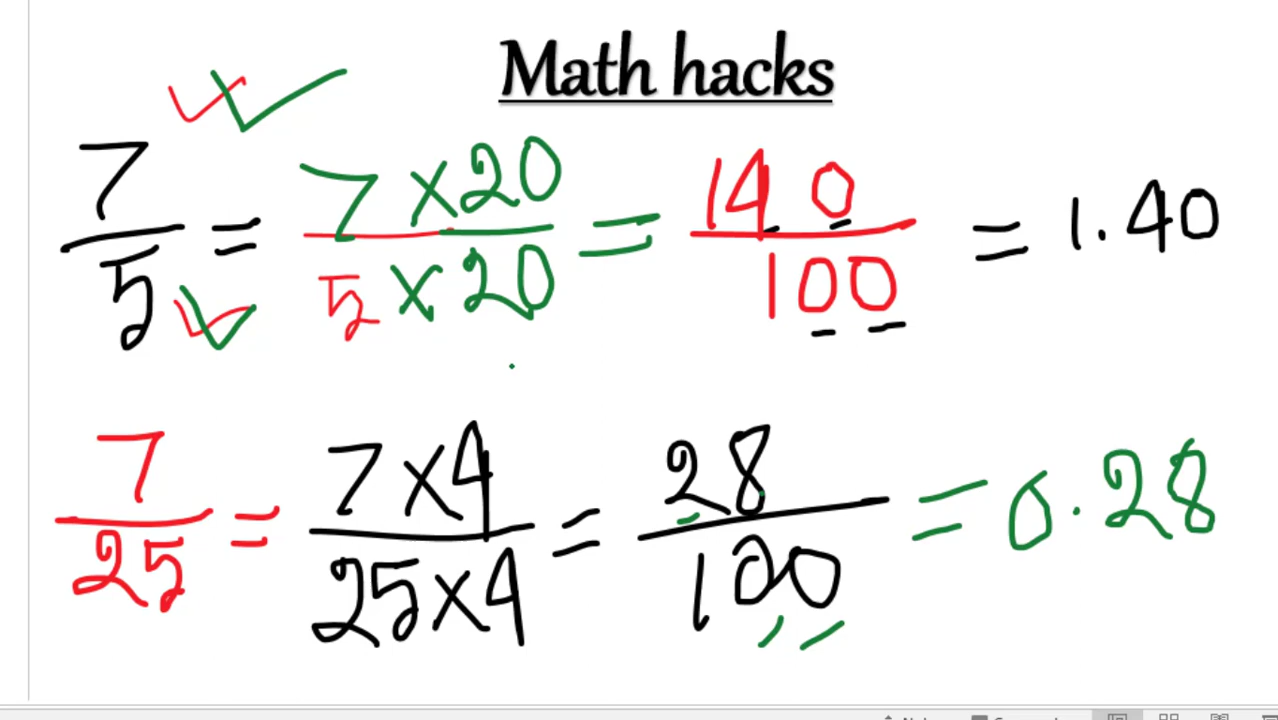 Math hacks
7/5 = 7 x 20 / 5 x 20 = 140/100 = 1.40
7/25 = 7 x 4 / 25 x 4 = 28/100 = 0.28